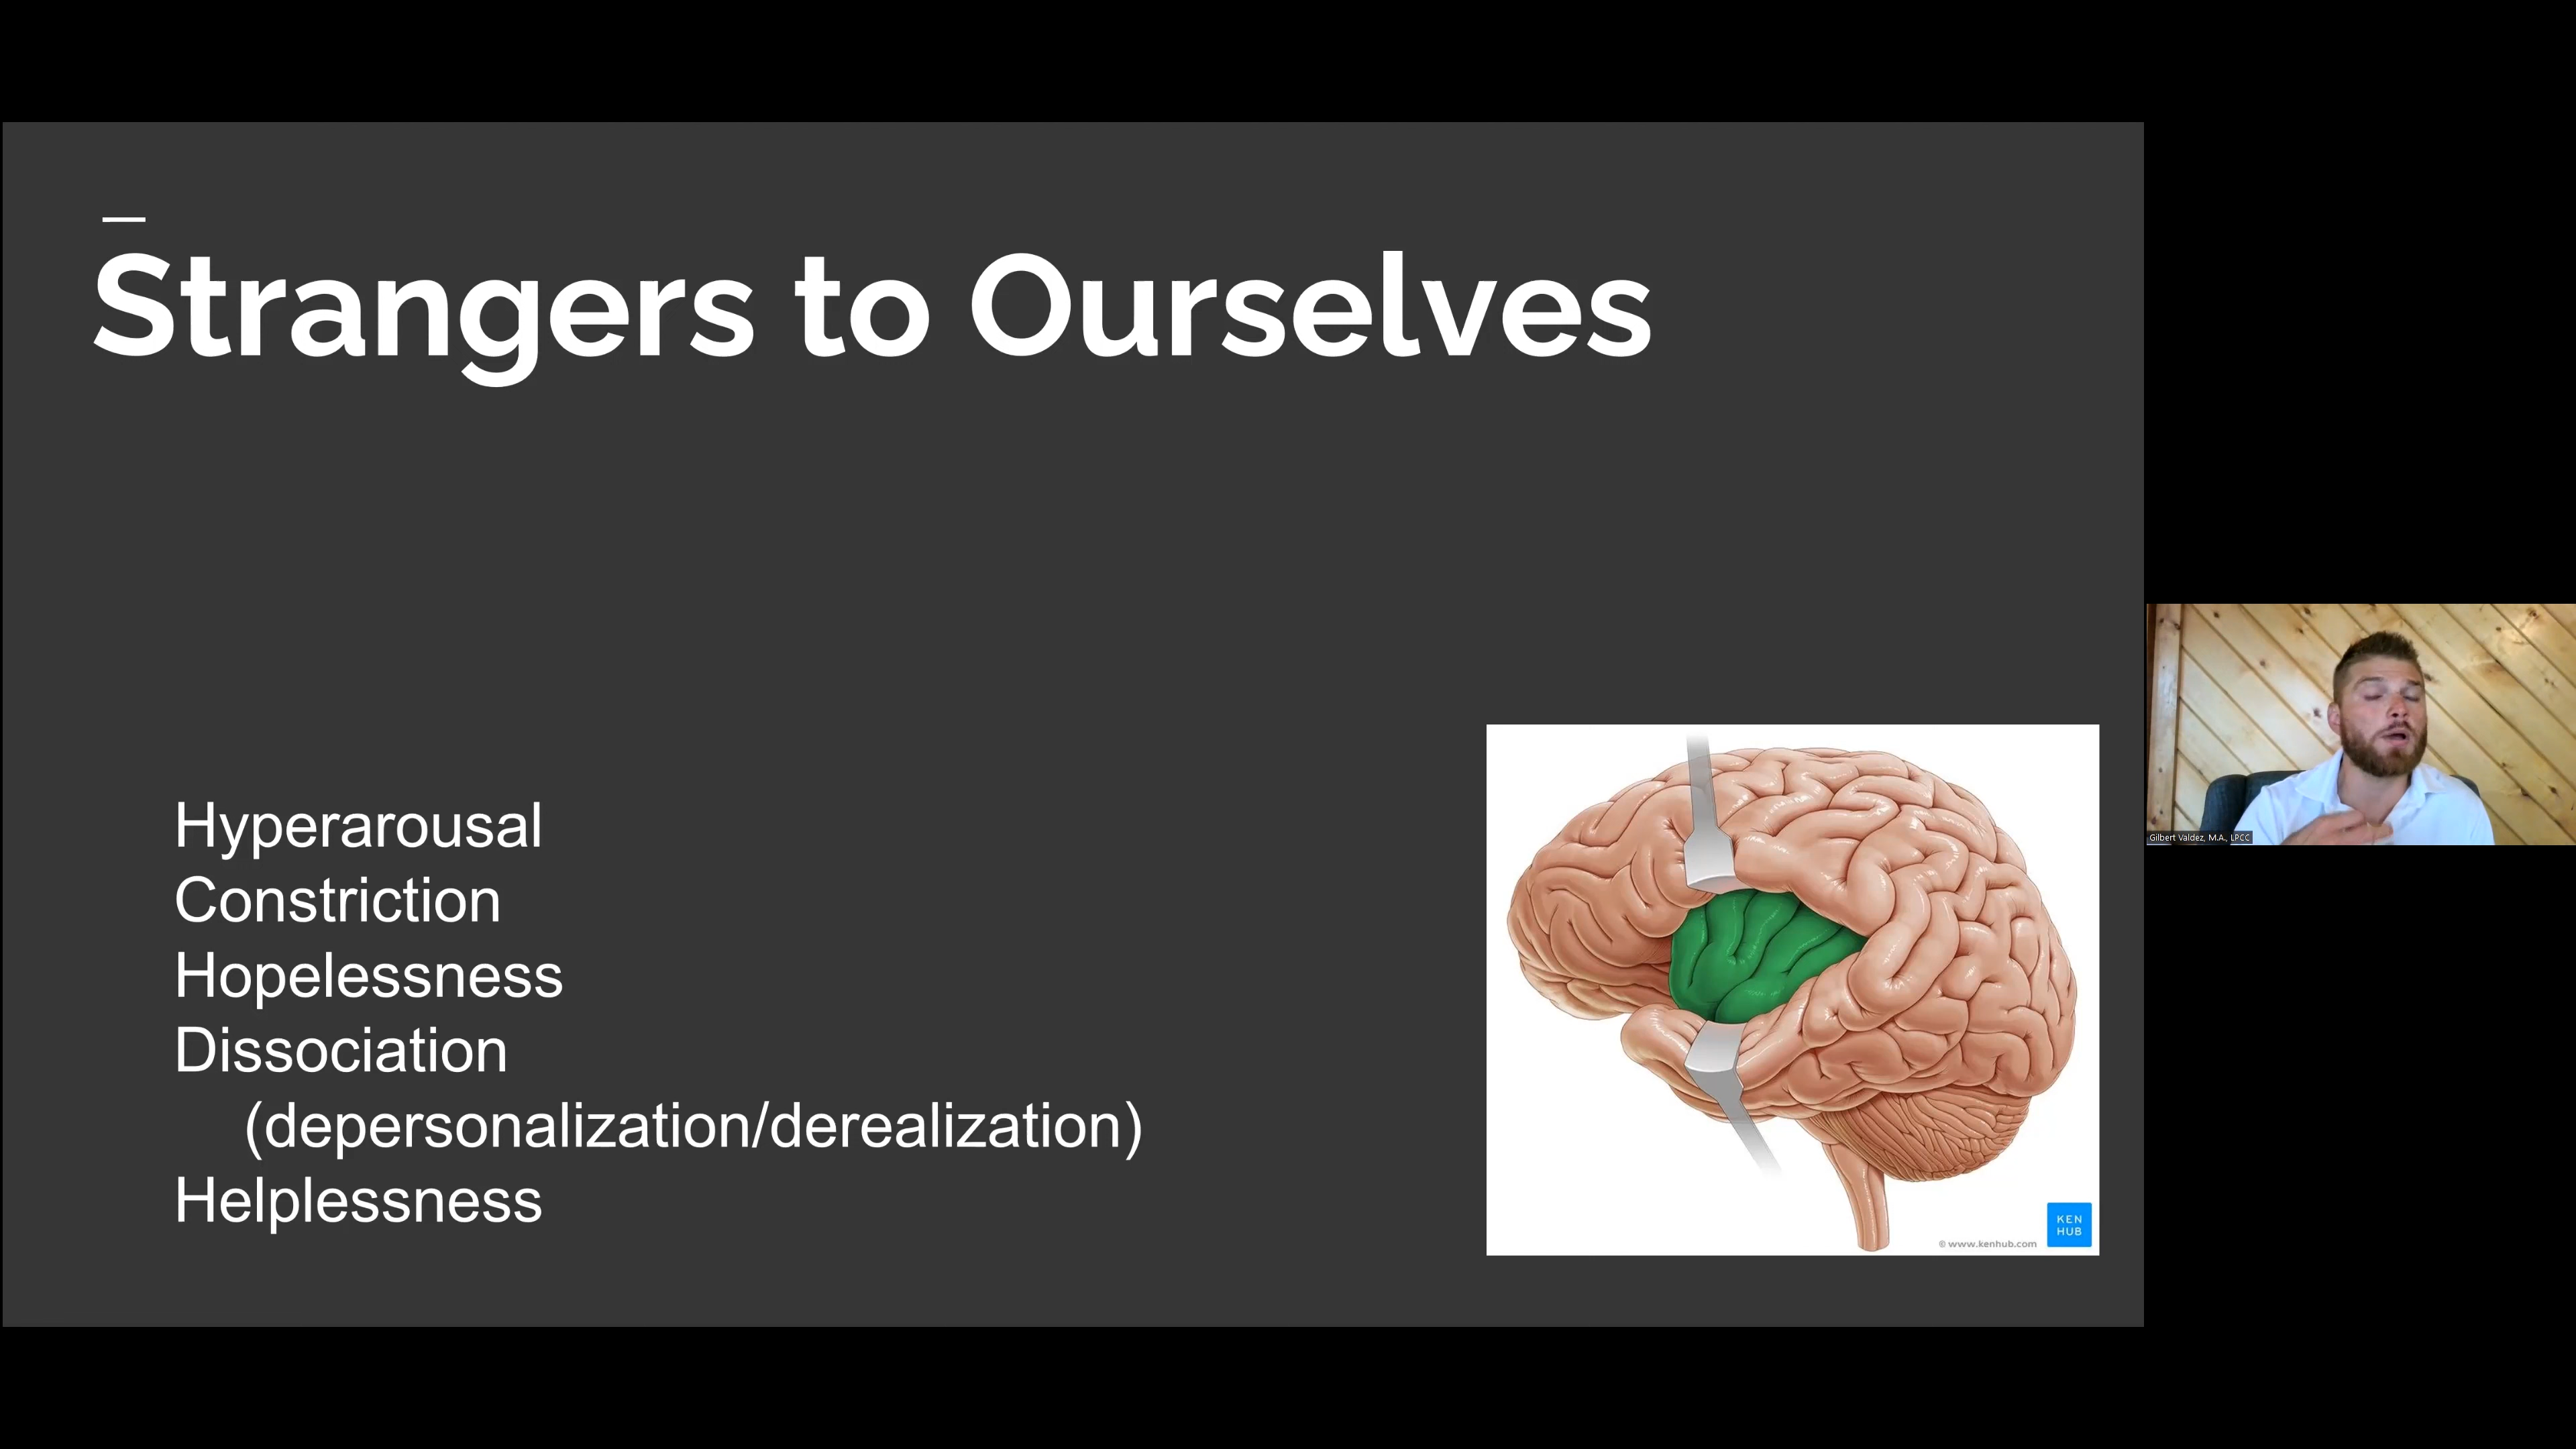 Strangers to Ourselves
Hyperarousal
Constriction
Hopelessness
Dissociation
(depersonalization/derealization)
Helplessness
KEN
HUB
© www.kenhub.com
Gilbert Valdez, M.A., LPCC